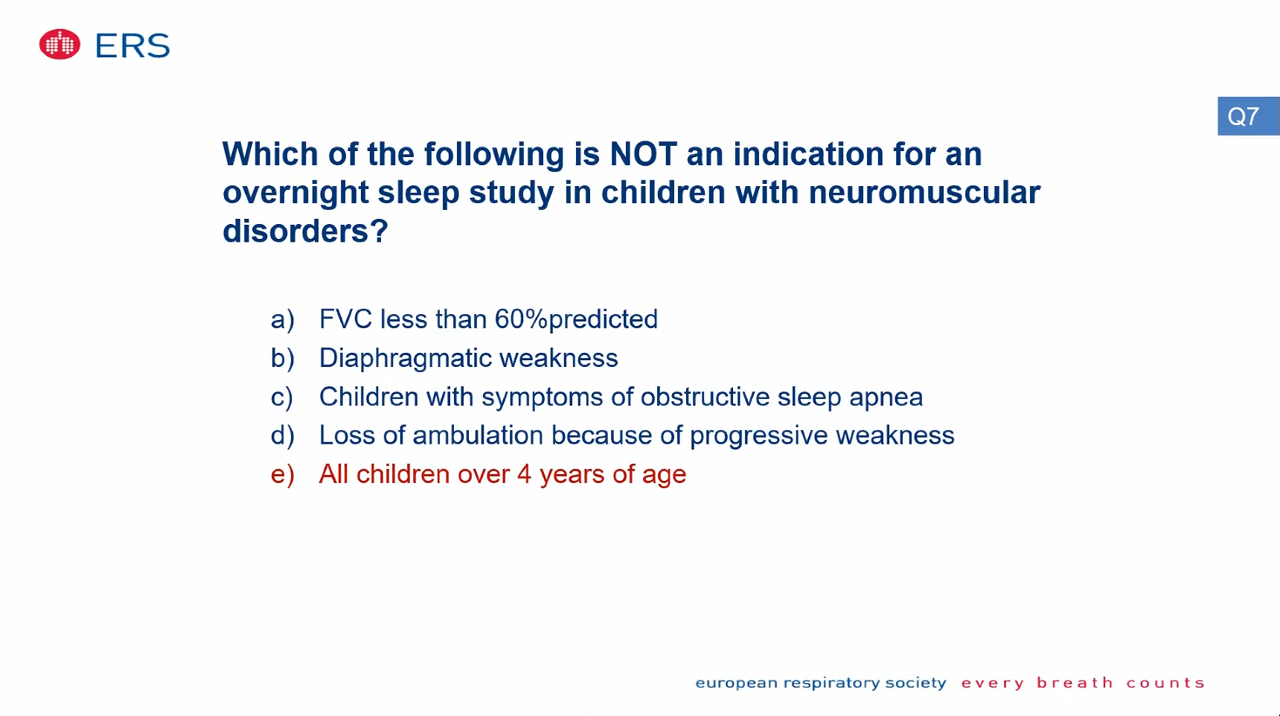 ERS
Q7
Which of the following is NOT an indication for an
overnight sleep study in children with neuromuscular
disorders?
a) FVC less than 60%predicted
b) Diaphragmatic weakness
c) Children with symptoms of obstructive sleep apnea
d) Loss of ambulation because of progressive weakness
e) All children over 4 years of age
european respiratory society every breath counts